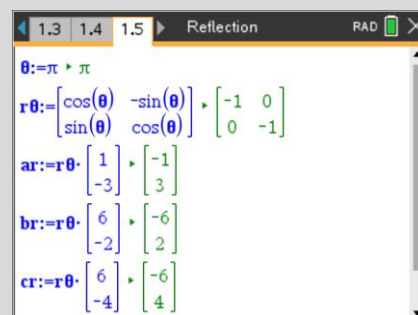 1.3 1.4 1.5 Reflection RAD
θ:=π ▸ π
rθ:=[cos(θ) -sin(θ)
sin(θ) cos(θ)] ▸ [-1 0
0 -1]
ar:=rθ·[1
-3] ▸ [-1
3]
br:=rθ·[6
-2] ▸ [-6
2]
cr:=rθ·[6
-4] ▸ [-6
4]